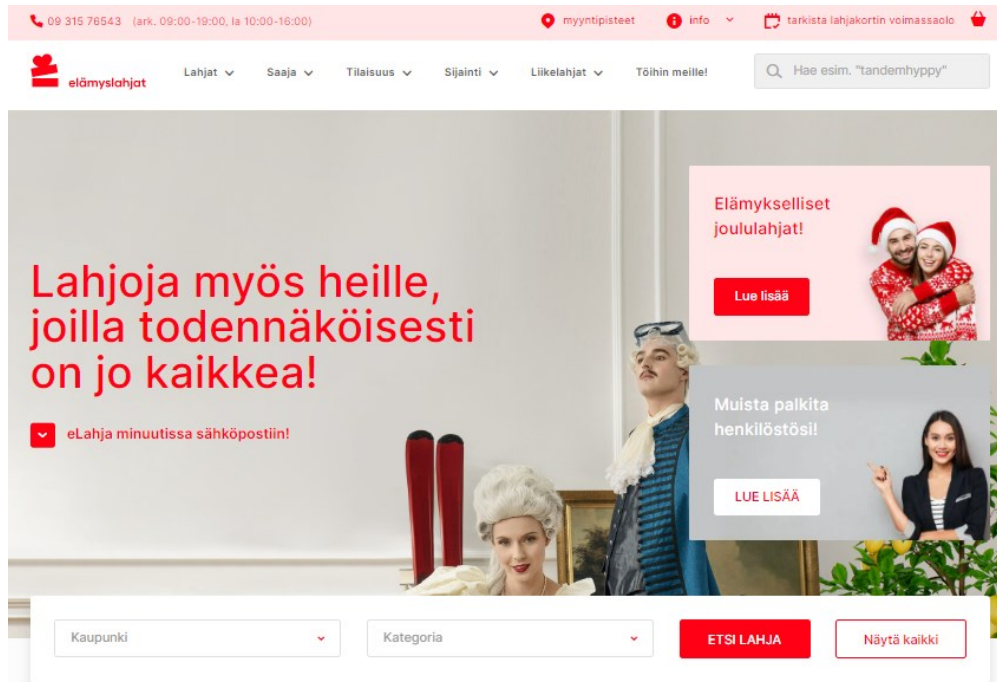 09 315 76543 (ark. 09:00-19:00, la 10:00-16:00) myyntipisteet info tarkista lahjakortin voimassaolo
elämyslahjat Lahjat Saaja Tilaisuus Sijainti Liikelahjat Töihin meille! Hae esim. "tandemhyppy"
Elämykselliset
joululahjat!
Lue lisää
Lahjoja myös heille,
joilla todennäköisesti
on jo kaikkea!
eLahja minuutissa sähköpostiin!
Muista palkita
henkilöstösi!
LUE LISÄÄ
Kaupunki Kategoria ETSI LAHJA Näytä kaikki